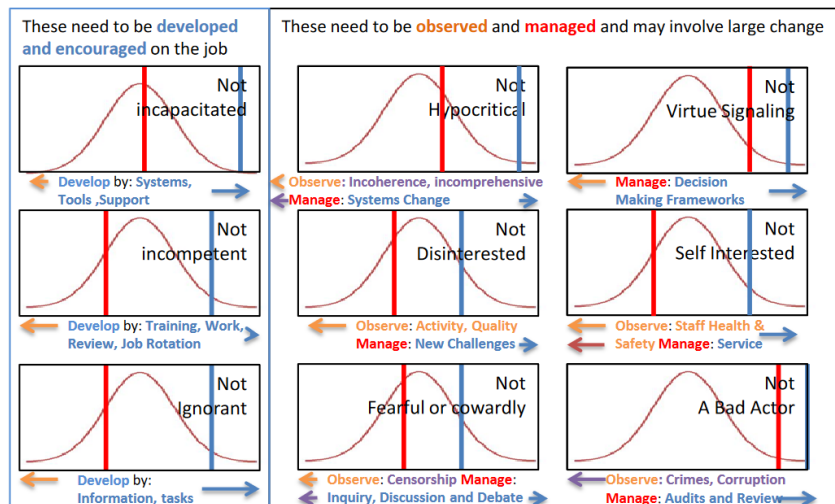 These need to be developed
and encouraged on the job
Not
incapacitated
Develop by: Systems,
Tools ,Support
Not
incompetent
Develop by: Training, Work,
Review, Job Rotation
Not
Ignorant
Develop by:
Information, tasks
These need to be observed and managed and may involve large change
Not
Hypocritical
Observe: Incoherence, incomprehensive
Manage: Systems Change
Not
Virtue Signaling
Manage: Decision
Making Frameworks
Not
Disinterested
Observe: Activity, Quality
Manage: New Challenges
Not
Self Interested
Observe: Staff Health &
Safety Manage: Service
Not
Fearful or cowardly
Observe: Censorship Manage:
Inquiry, Discussion and Debate
Not
A Bad Actor
Observe: Crimes, Corruption
Manage: Audits and Review